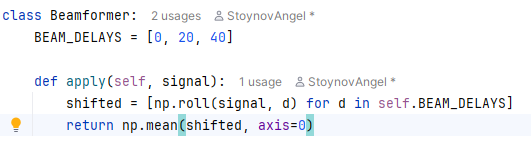 class Beamformer:  2 usages  StoynovAngel *
    BEAM_DELAYS = [0, 20, 40]

    def apply(self, signal):  1 usage  StoynovAngel *
        shifted = [np.roll(signal, d) for d in self.BEAM_DELAYS]
        return np.mean(shifted, axis=0)